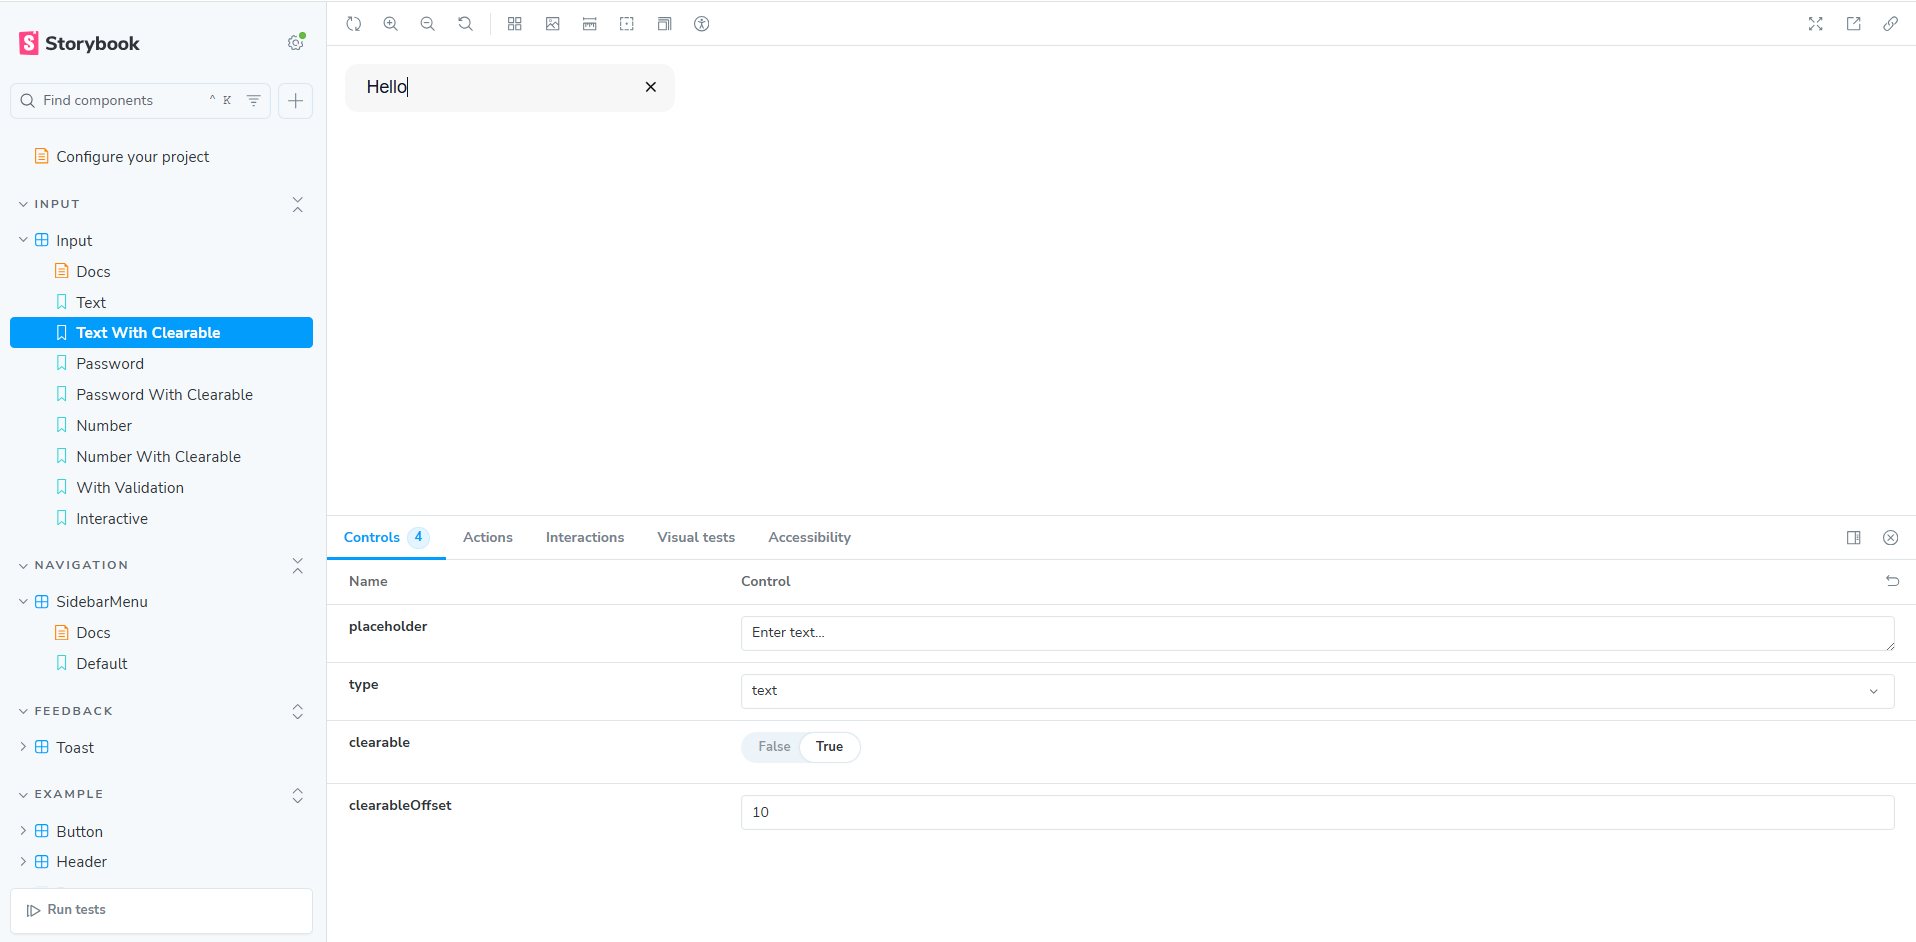 Storybook
Find components ^ K
Configure your project
INPUT
Input
Docs
Text
Text With Clearable
Password
Password With Clearable
Number
Number With Clearable
With Validation
Interactive
NAVIGATION
SidebarMenu
Docs
Default
FEEDBACK
Toast
EXAMPLE
Button
Header
Run tests
Hello
Controls 4 Actions Interactions Visual tests Accessibility
Name Control
placeholder Enter text...
type text
clearable False True
clearableOffset 10